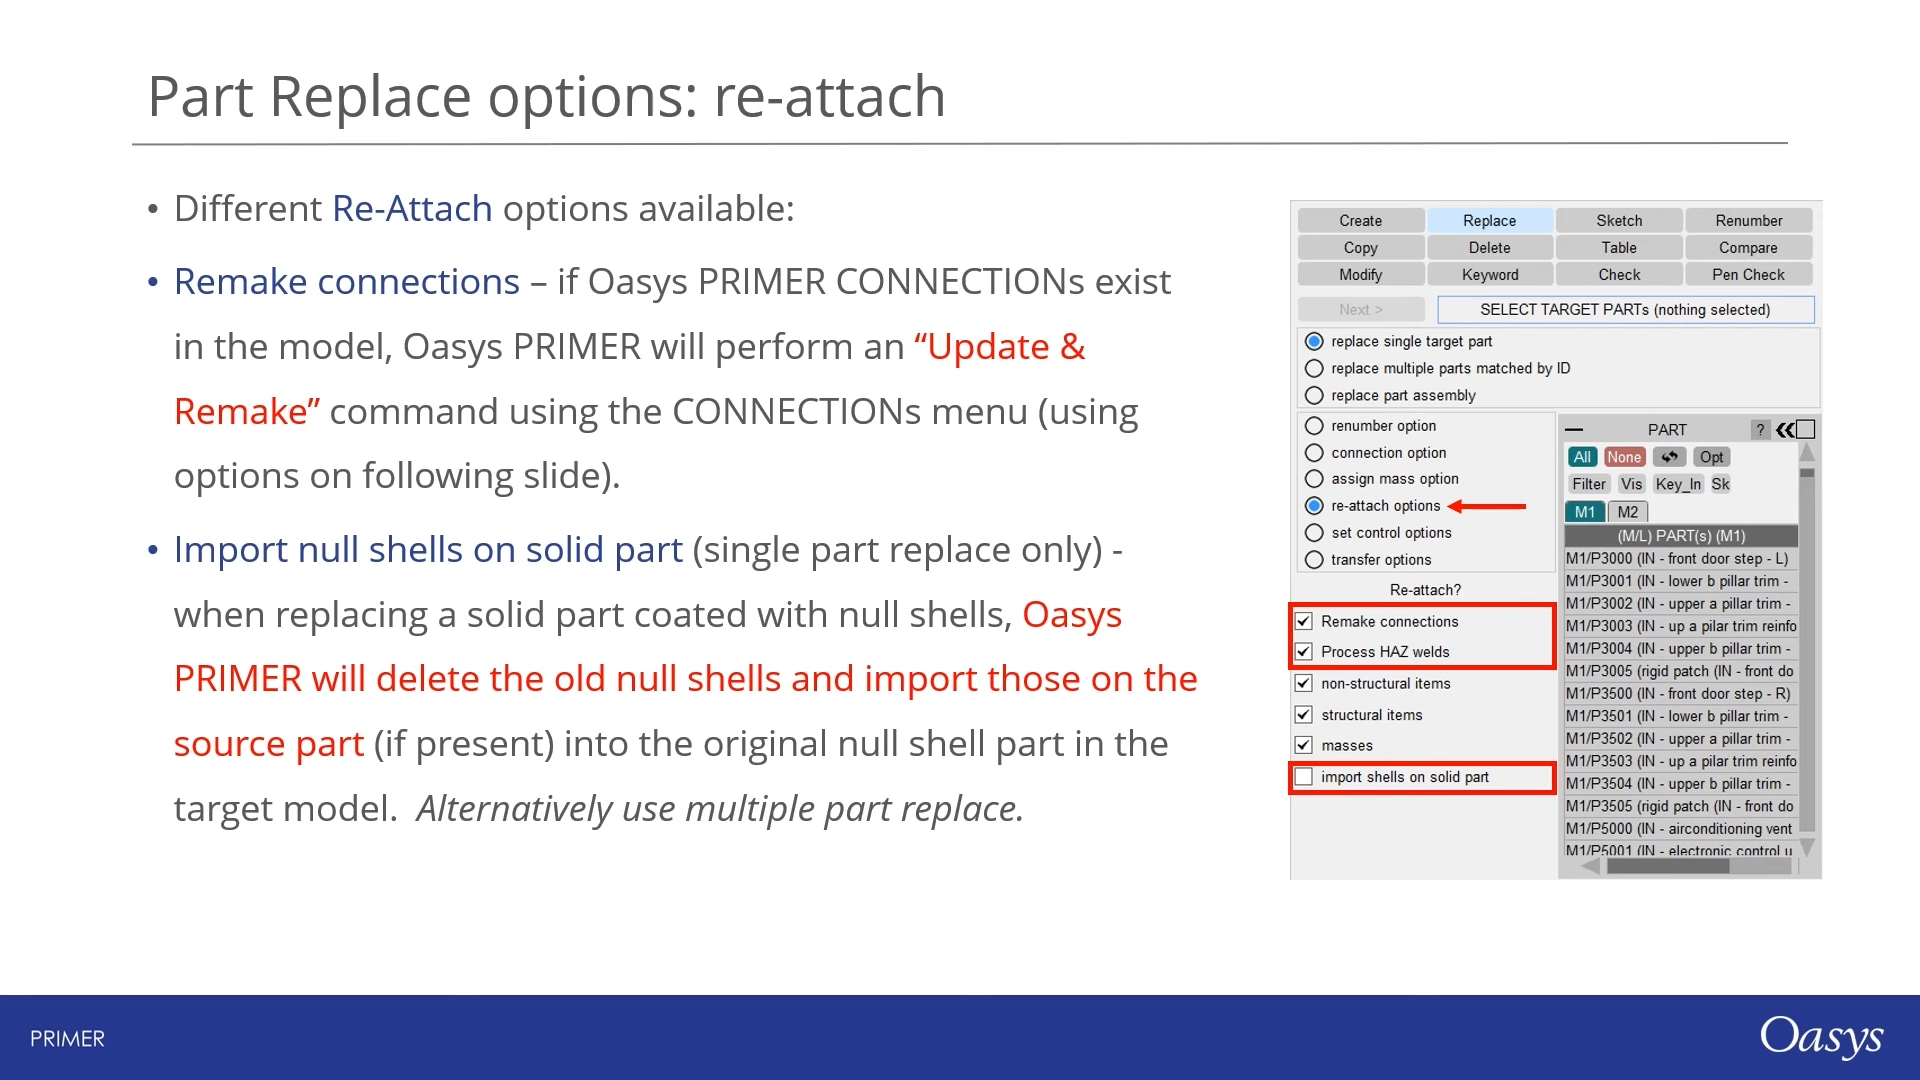 Part Replace options: re-attach
• Different Re-Attach options available:
• Remake connections – if Oasys PRIMER CONNECTIONs exist
in the model, Oasys PRIMER will perform an “Update &
Remake” command using the CONNECTIONs menu (using
options on following slide).
• Import null shells on solid part (single part replace only) -
when replacing a solid part coated with null shells, Oasys
PRIMER will delete the old null shells and import those on the
source part (if present) into the original null shell part in the
target model. Alternatively use multiple part replace.
Create Replace Sketch Renumber
Copy Delete Table Compare
Modify Keyword Check Pen Check
Next > SELECT TARGET PARTs (nothing selected)
replace single target part
replace multiple parts matched by ID
replace part assembly
renumber option
connection option
assign mass option
re-attach options
set control options
transfer options
Re-attach?
Remake connections
Process HAZ welds
non-structural items
structural items
masses
import shells on solid part
PART ?
All None Opt
Filter Vis Key_In Sk
M1 M2
(M/L) PART(s) (M1)
M1/P3000 (IN - front door step - L)
M1/P3001 (IN - lower b pillar trim -
M1/P3002 (IN - upper a pillar trim -
M1/P3003 (IN - up a pilar trim reinfo
M1/P3004 (IN - upper b pillar trim -
M1/P3005 (rigid patch (IN - front do
M1/P3500 (IN - front door step - R)
M1/P3501 (IN - lower b pillar trim -
M1/P3502 (IN - upper a pillar trim -
M1/P3503 (IN - up a pilar trim reinfo
M1/P3504 (IN - upper b pillar trim -
M1/P3505 (rigid patch (IN - front do
M1/P5000 (IN - airconditioning vent
M1/P5001 (IN - electronic control u
PRIMER
Oasys